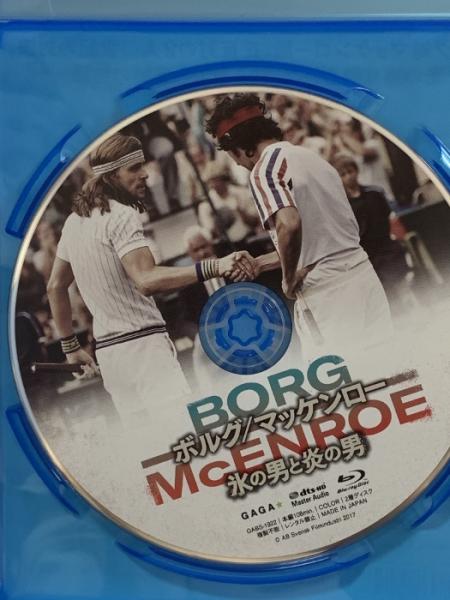 BORG
ボルグ/マッケンロー
McENROE
氷の男と炎の男
GAGA★ dts-HD Master Audio Blu-ray Disc
GABS-1922 | 本編108min. | COLOR | 2層ディスク
複製不能 | レンタル禁止 | MADE IN JAPAN
© AB Svensk Filmindustri 2017